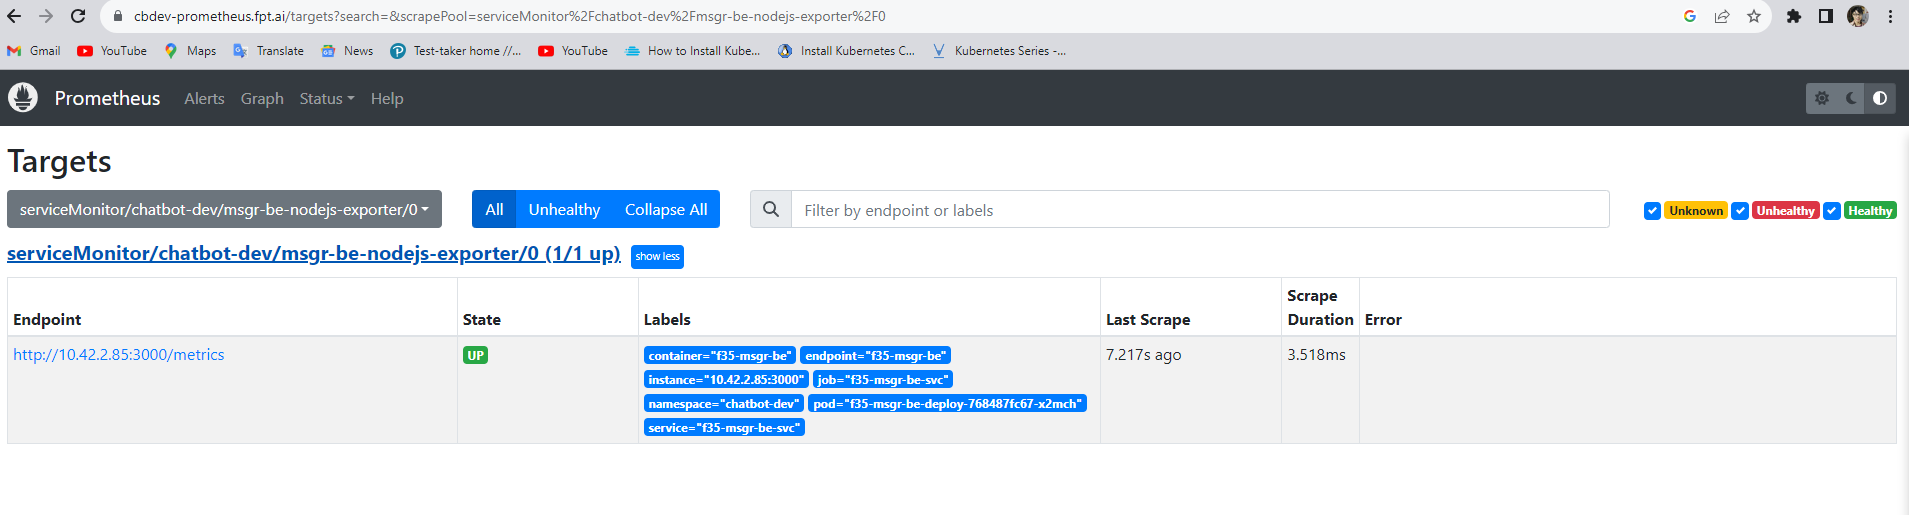 cbdev-prometheus.fpt.ai/targets?search=&scrapePool=serviceMonitor%2Fchatbot-dev%2Fmsgr-be-nodejs-exporter%2F0
Gmail YouTube Maps Translate News Test-taker home //... YouTube How to Install Kube... Install Kubernetes C... Kubernetes Series -...
Prometheus Alerts Graph Status Help
Targets
serviceMonitor/chatbot-dev/msgr-be-nodejs-exporter/0 All Unhealthy Collapse All Filter by endpoint or labels Unknown Unhealthy Healthy
serviceMonitor/chatbot-dev/msgr-be-nodejs-exporter/0 (1/1 up) show less
Endpoint State Labels Last Scrape Scrape Duration Error
http://10.42.2.85:3000/metrics UP container="f35-msgr-be" endpoint="f35-msgr-be" 7.217s ago 3.518ms
instance="10.42.2.85:3000" job="f35-msgr-be-svc"
namespace="chatbot-dev" pod="f35-msgr-be-deploy-768487fc67-x2mch"
service="f35-msgr-be-svc"